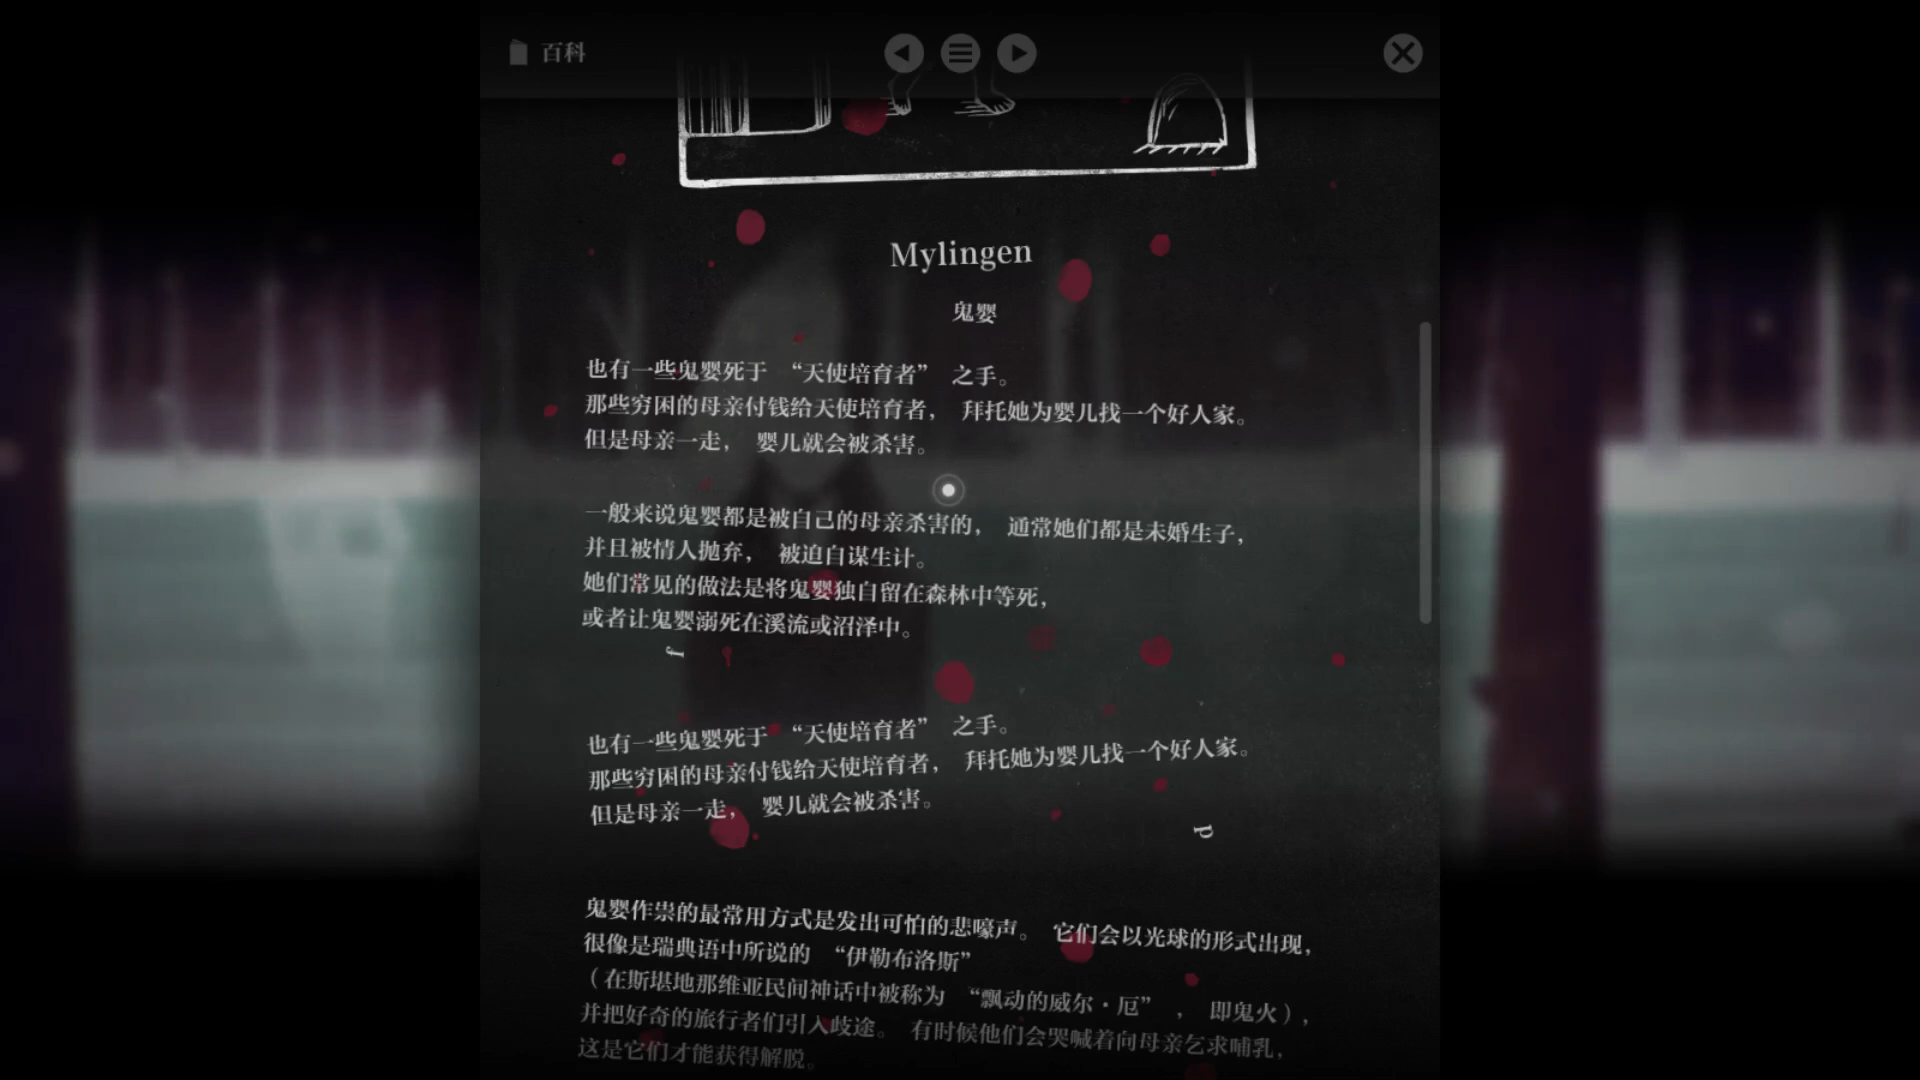 百科
Mylingen
鬼婴
也有一些鬼婴死于 “天使培育者” 之手。
那些穷困的母亲付钱给天使培育者， 拜托她为婴儿找一个好人家。
但是母亲一走， 婴儿就会被杀害。
一般来说鬼婴都是被自己的母亲杀害的， 通常她们都是未婚生子，
并且被情人抛弃， 被迫自谋生计。
她们常见的做法是将鬼婴独自留在森林中等死，
或者让鬼婴溺死在溪流或沼泽中。
f
也有一些鬼婴死于 “天使培育者” 之手。
那些穷困的母亲付钱给天使培育者， 拜托她为婴儿找一个好人家。
但是母亲一走， 婴儿就会被杀害。
p
鬼婴作祟的最常用方式是发出可怕的悲嚎声。 它们会以光球的形式出现，
很像是瑞典语中所说的 “伊勒布洛斯”
（在斯堪地那维亚民间神话中被称为 “飘动的威尔·厄” ， 即鬼火），
并把好奇的旅行者们引入歧途。 有时候他们会哭喊着向母亲乞求哺乳，
这是它们才能获得解脱。